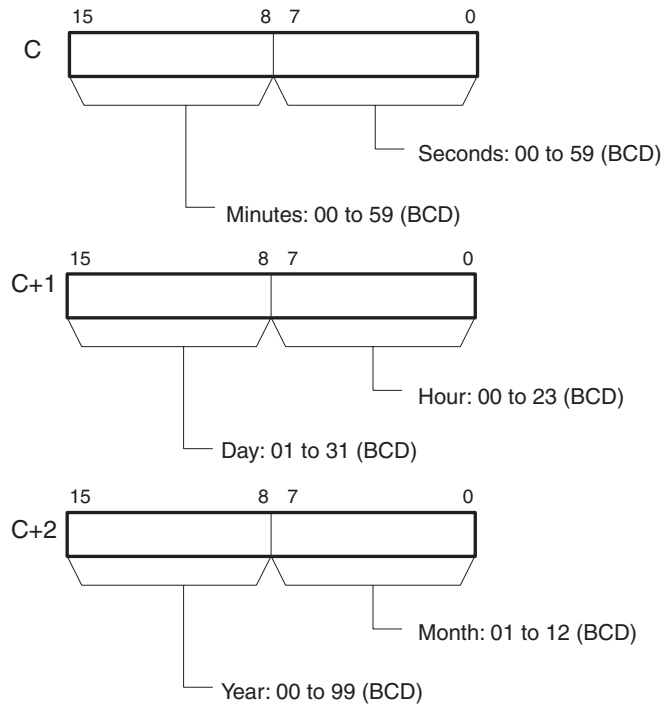 15 8 7 0
C
Seconds: 00 to 59 (BCD)
Minutes: 00 to 59 (BCD)
15 8 7 0
C+1
Hour: 00 to 23 (BCD)
Day: 01 to 31 (BCD)
15 8 7 0
C+2
Month: 01 to 12 (BCD)
Year: 00 to 99 (BCD)